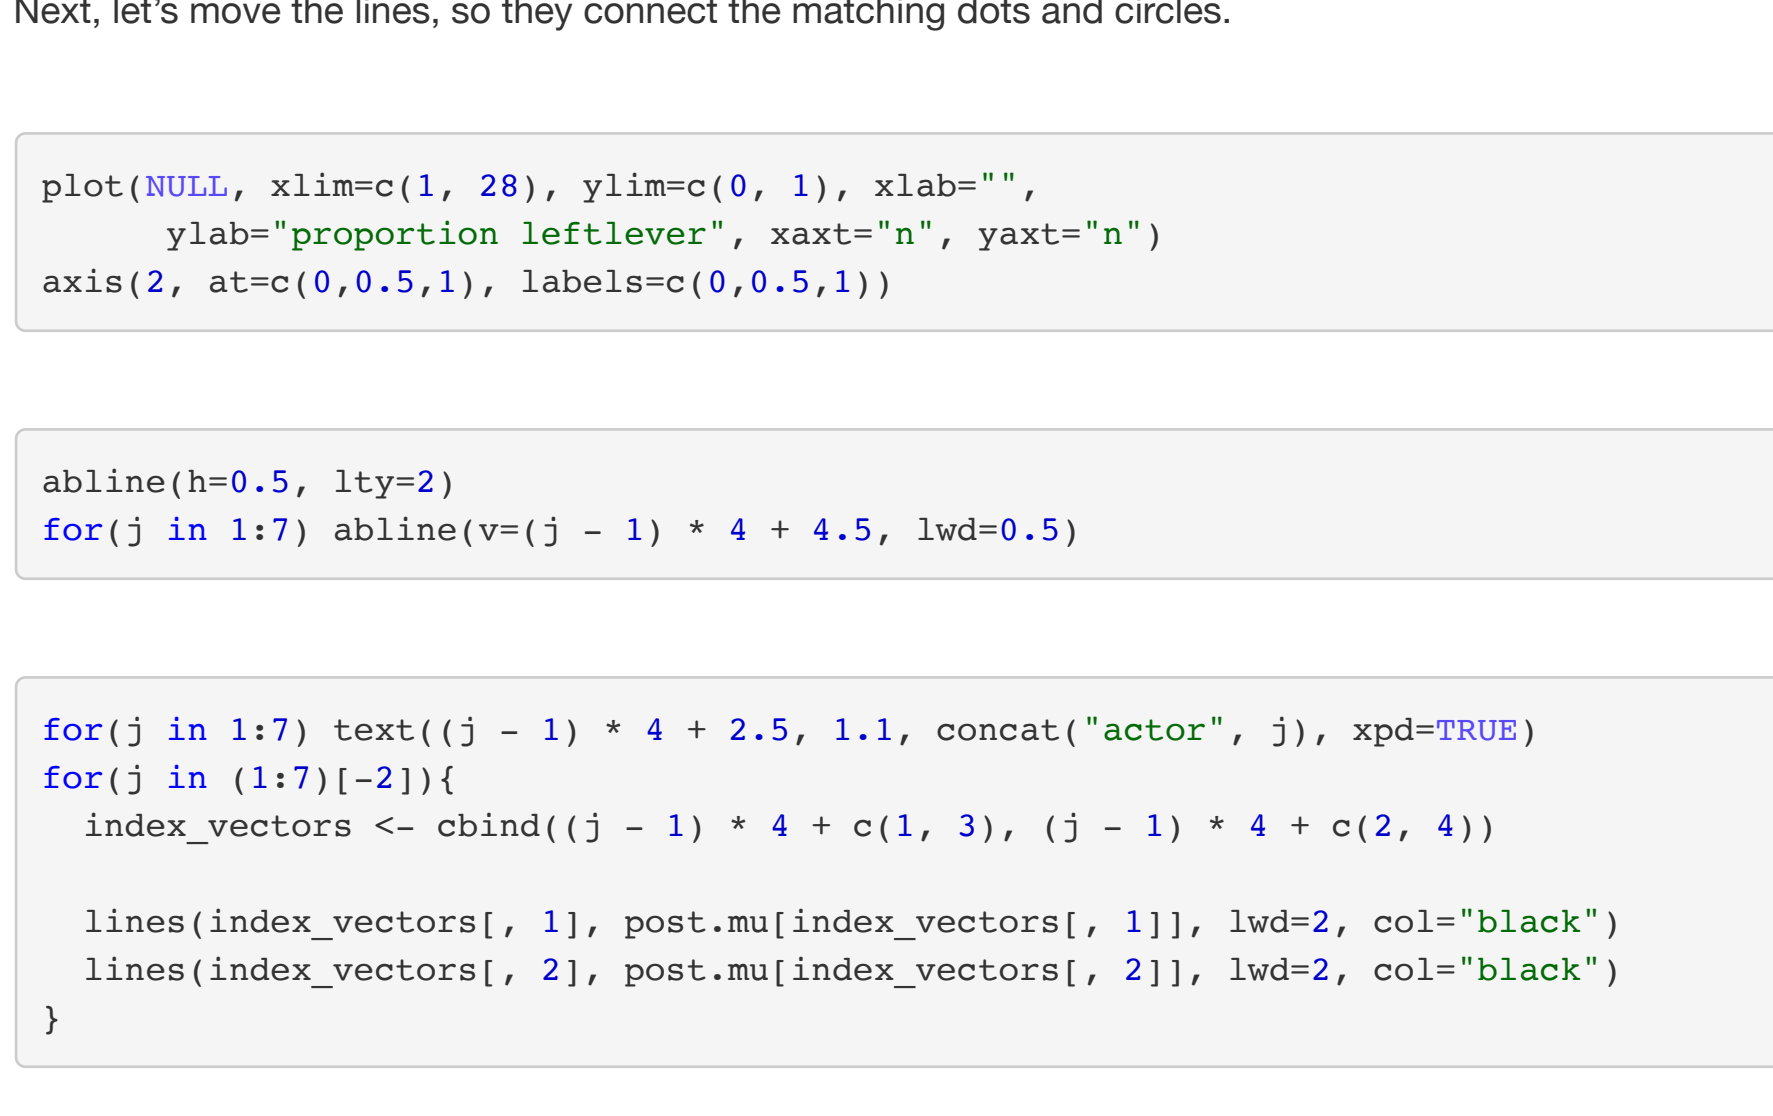 Next, let's move the lines, so they connect the matching dots and circles.
plot(NULL, xlim=c(1, 28), ylim=c(0, 1), xlab="",
      ylab="proportion leftlever", xaxt="n", yaxt="n")
axis(2, at=c(0,0.5,1), labels=c(0,0.5,1))
abline(h=0.5, lty=2)
for(j in 1:7) abline(v=(j - 1) * 4 + 4.5, lwd=0.5)
for(j in 1:7) text((j - 1) * 4 + 2.5, 1.1, concat("actor", j), xpd=TRUE)
for(j in (1:7)[-2]){
  index_vectors <- cbind((j - 1) * 4 + c(1, 3), (j - 1) * 4 + c(2, 4))
  lines(index_vectors[, 1], post.mu[index_vectors[, 1]], lwd=2, col="black")
  lines(index_vectors[, 2], post.mu[index_vectors[, 2]], lwd=2, col="black")
}